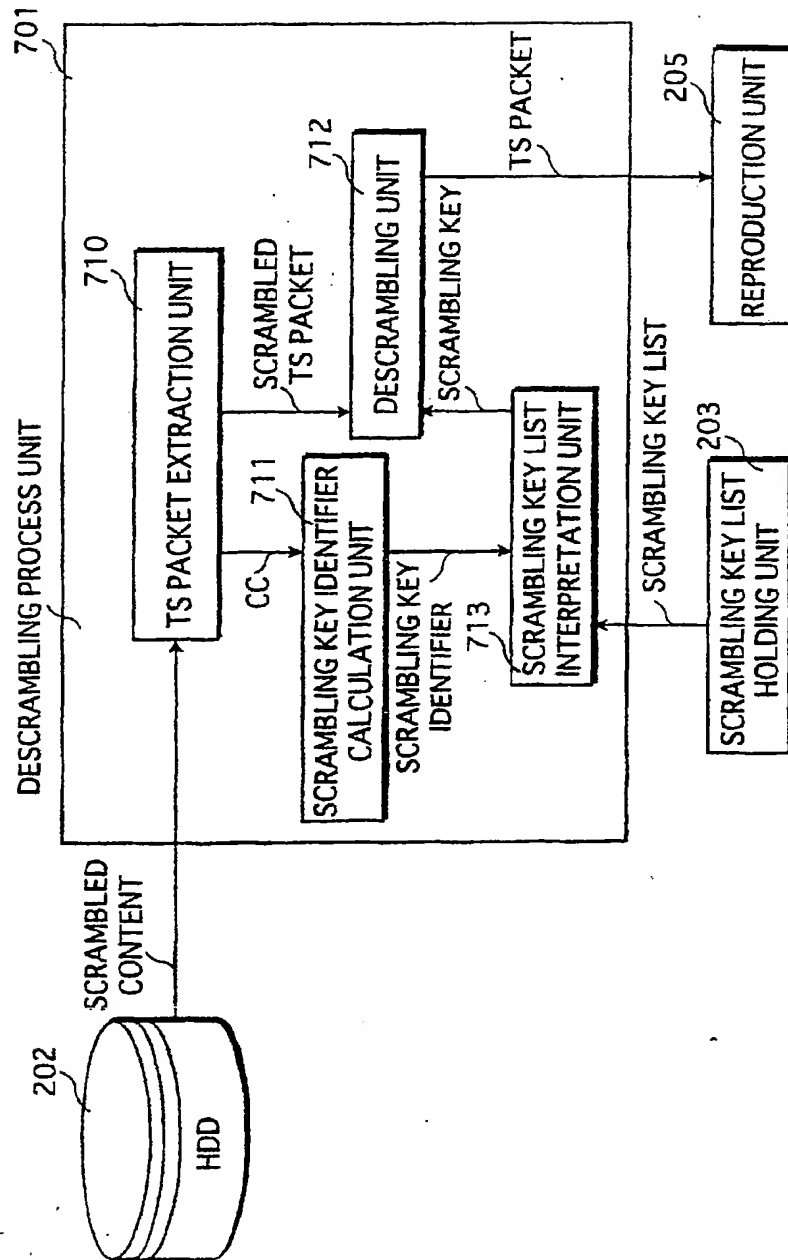 DESCRAMBLING PROCESS UNIT
701
202
HDD
SCRAMBLED
CONTENT
710
TS PACKET EXTRACTION UNIT
CC
SCRAMBLED
TS PACKET
711
SCRAMBLING KEY IDENTIFIER
CALCULATION UNIT
712
DESCRAMBLING UNIT
SCRAMBLING KEY
IDENTIFIER
SCRAMBLING KEY
713
SCRAMBLING KEY LIST
INTERPRETATION UNIT
TS PACKET
SCRAMBLING KEY LIST
203
SCRAMBLING KEY LIST
HOLDING UNIT
205
REPRODUCTION UNIT